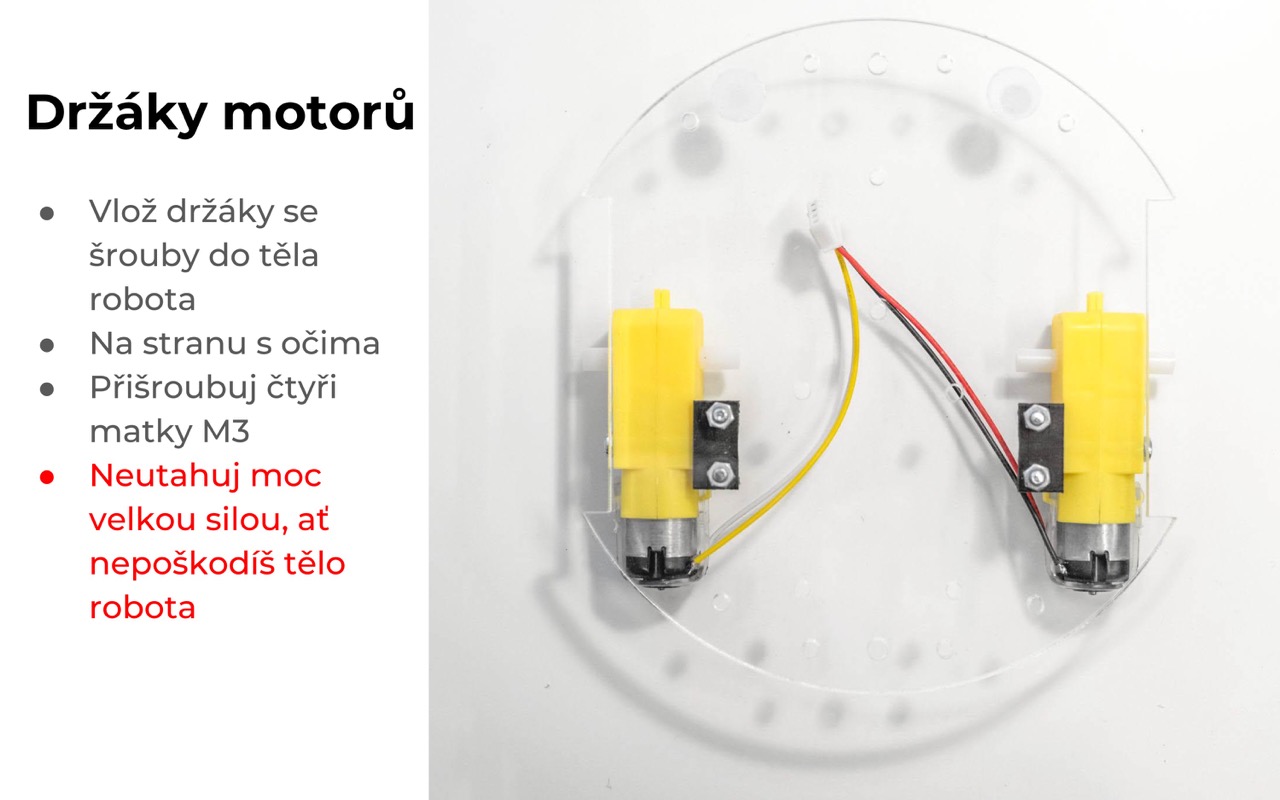 Držáky motorů
● Vlož držáky se
šrouby do těla
robota
● Na stranu s očima
● Přišroubuj čtyři
matky M3
● Neutahuj moc
velkou silou, ať
nepoškodíš tělo
robota